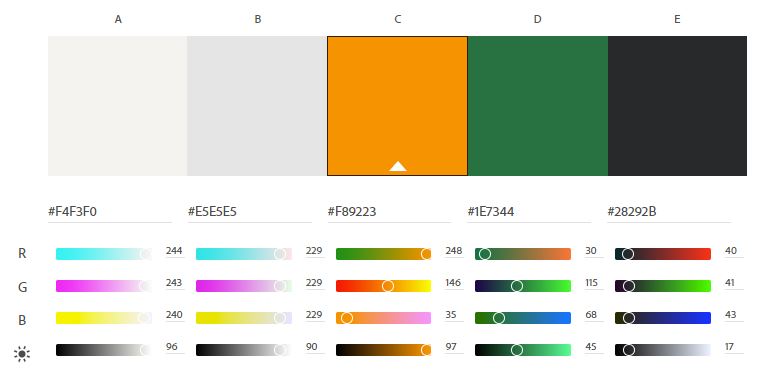 A B C D E
#F4F3F0 #E5E5E5 #F89223 #1E7344 #28292B
R 244 229 248 30 40
G 243 229 146 115 41
B 240 229 35 68 43
96 90 97 45 17